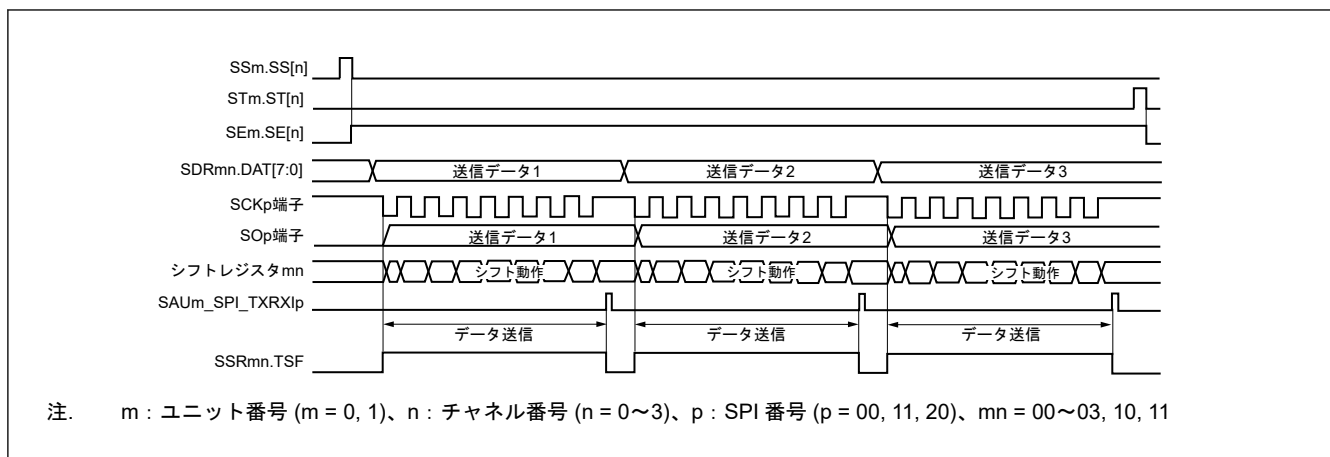 SSm.SS[n]
STm.ST[n]
SEm.SE[n]
SDRmn.DAT[7:0] 送信データ1 送信データ2 送信データ3
SCKp端子
SOp端子 送信データ1 送信データ2 送信データ3
シフトレジスタmn シフト動作 シフト動作 シフト動作
SAUm_SPI_TXRXIp
データ送信 データ送信 データ送信
SSRmn.TSF
注. m：ユニット番号 (m = 0, 1)、n：チャネル番号 (n = 0～3)、p：SPI 番号 (p = 00, 11, 20)、mn = 00～03, 10, 11